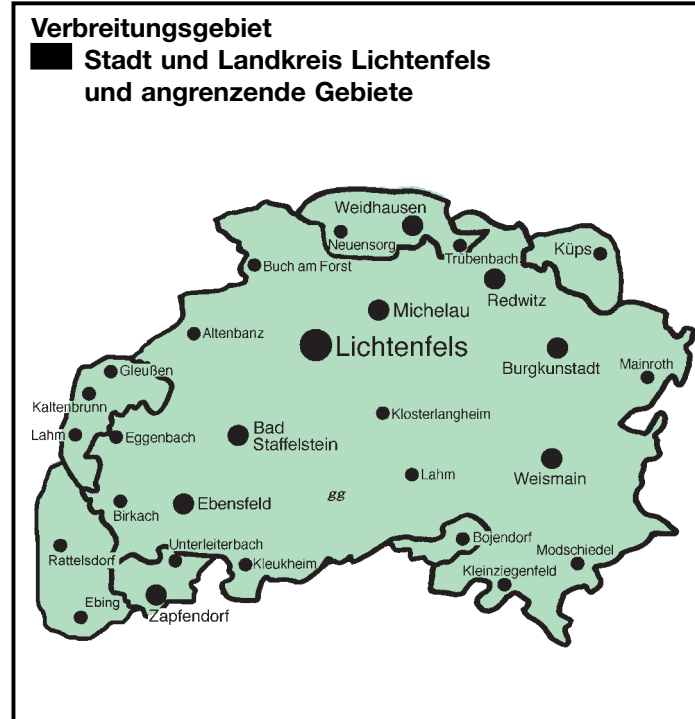 Verbreitungsgebiet
Stadt und Landkreis Lichtenfels
und angrenzende Gebiete
Weidhausen
Neuensorg
Trübenbach
Küps
Buch am Forst
Redwitz
Michelau
Altenbanz
Lichtenfels
Burgkunstadt
Mainroth
Gleußen
Kaltenbrunn
Klosterlangheim
Lahm
Eggenbach
Bad
Staffelstein
Lahm
Weismain
gg
Birkach
Ebensfeld
Bojendorf
Unterleiterbach
Modschiedel
Rattelsdorf
Kleukheim
Kleinziegenfeld
Ebing
Zapfendorf